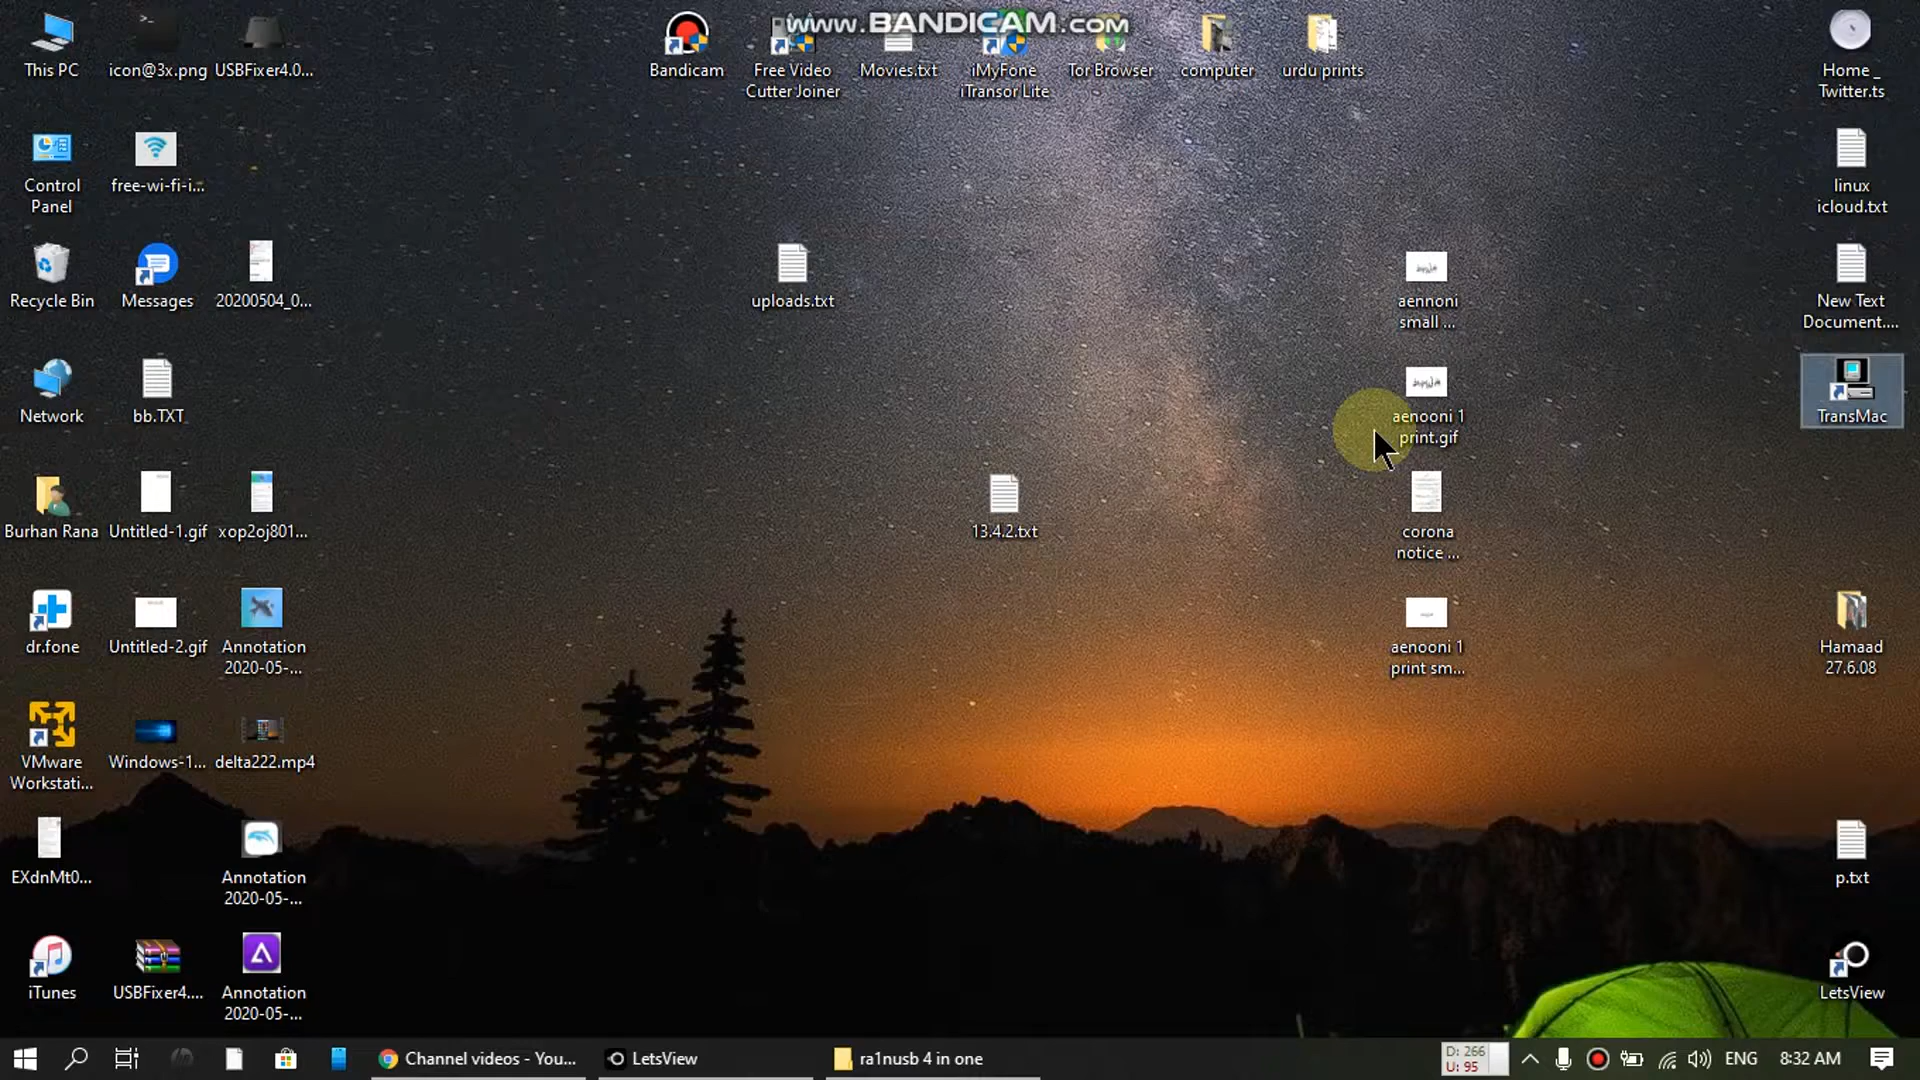 www.BANDICAM.com
This PC
icon@3x.png
USBFixer4.0...
Bandicam
Free Video
Cutter Joiner
Movies.txt
iMyFone
iTransor Lite
Tor Browser
computer
urdu prints
Home _
Twitter.ts
Control
Panel
free-wi-fi-i...
linux
icloud.txt
Recycle Bin
Messages
20200504_0...
uploads.txt
aennoni
small ...
New Text
Document....
Network
bb.TXT
aenooni 1
print.gif
TransMac
Burhan Rana
Untitled-1.gif
xop2oj801...
13.4.2.txt
corona
notice ...
dr.fone
Untitled-2.gif
Annotation
2020-05-...
aenooni 1
print sm...
Hamaad
27.6.08
VMware
Workstati...
Windows-1...
delta222.mp4
EXdnMt0...
Annotation
2020-05-...
p.txt
iTunes
USBFixer4....
Annotation
2020-05-...
LetsView
Channel videos - You...
LetsView
ra1nusb 4 in one
D: 266
U: 95
ENG
8:32 AM